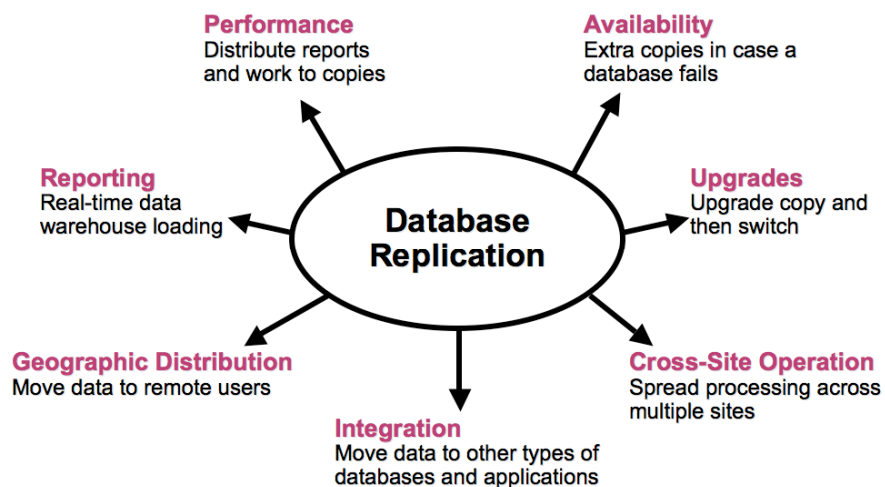 Performance
Distribute reports
and work to copies
Availability
Extra copies in case a
database fails
Reporting
Real-time data
warehouse loading
Database
Replication
Upgrades
Upgrade copy and
then switch
Geographic Distribution
Move data to remote users
Cross-Site Operation
Spread processing across
multiple sites
Integration
Move data to other types of
databases and applications